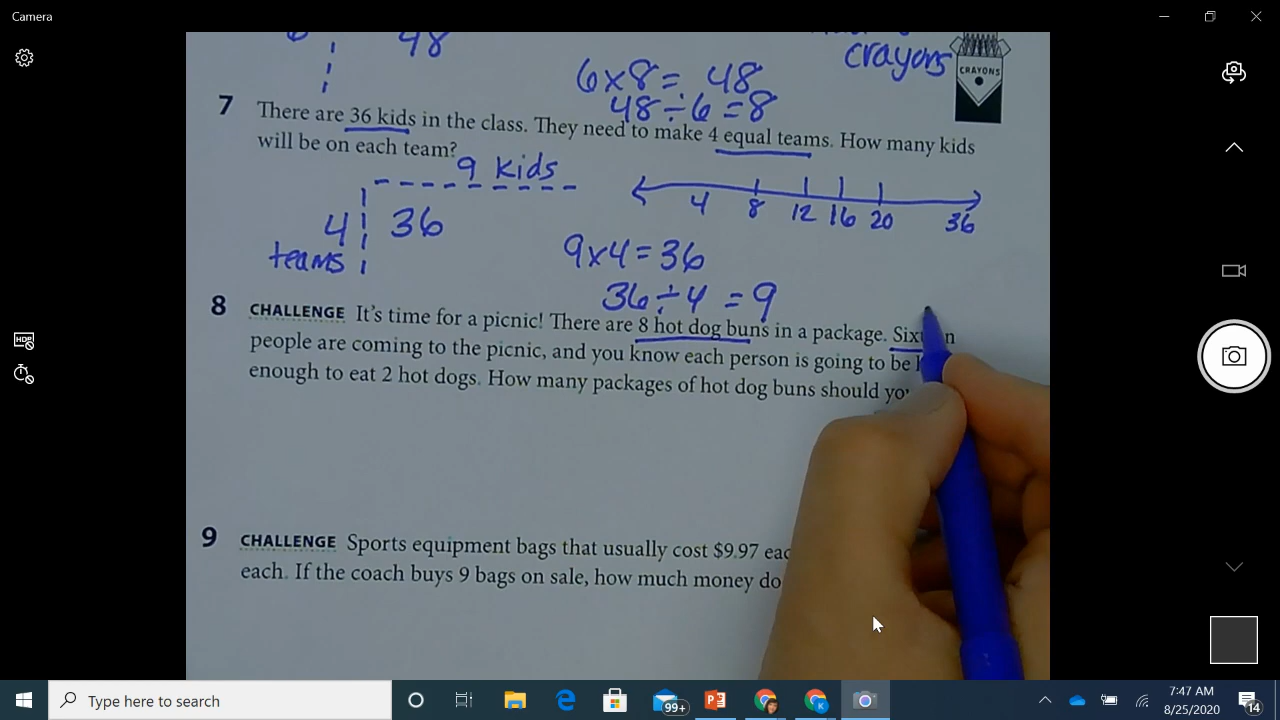 Camera
48
crayons
CRAYONS
6x8 = 48
48 ÷ 6 = 8
7 There are 36 kids in the class. They need to make 4 equal teams. How many kids
will be on each team?
9 kids
4 36
teams
4 8 12 16 20 36
9x4 = 36
36 ÷ 4 = 9
8 CHALLENGE It's time for a picnic! There are 8 hot dog buns in a package.
people are coming to the picnic, and you know each person is going to be
enough to eat 2 hot dogs. How many packages of hot dog buns should
9 CHALLENGE Sports equipment bags that usually cost $9.97
each. If the coach buys 9 bags on sale, how much money do
Type here to search
99+
7:47 AM
8/25/2020
14